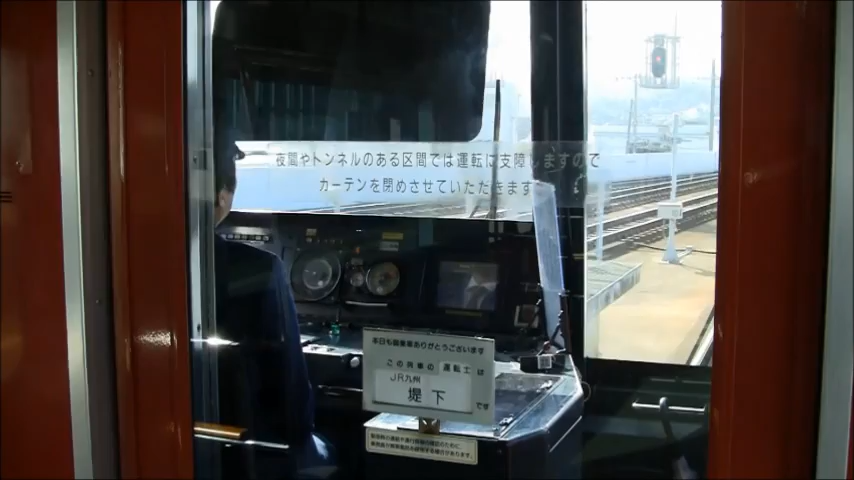 夜間やトンネルのある区間では運転に支障しますので
カーテンを閉めさせていただきます
本日も御乗車ありがとうございます
この列車の 運転士は
JR九州
堤 下
です